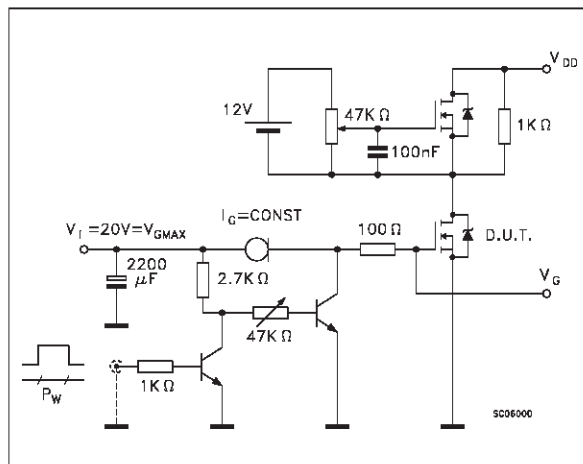 V_DD
12V
47KΩ
1KΩ
100nF
I_G=CONST
V_I =20V=V_GMAX
100Ω
D.U.T.
2200
μF
2.7KΩ
V_G
47KΩ
1KΩ
P_W
SC06000